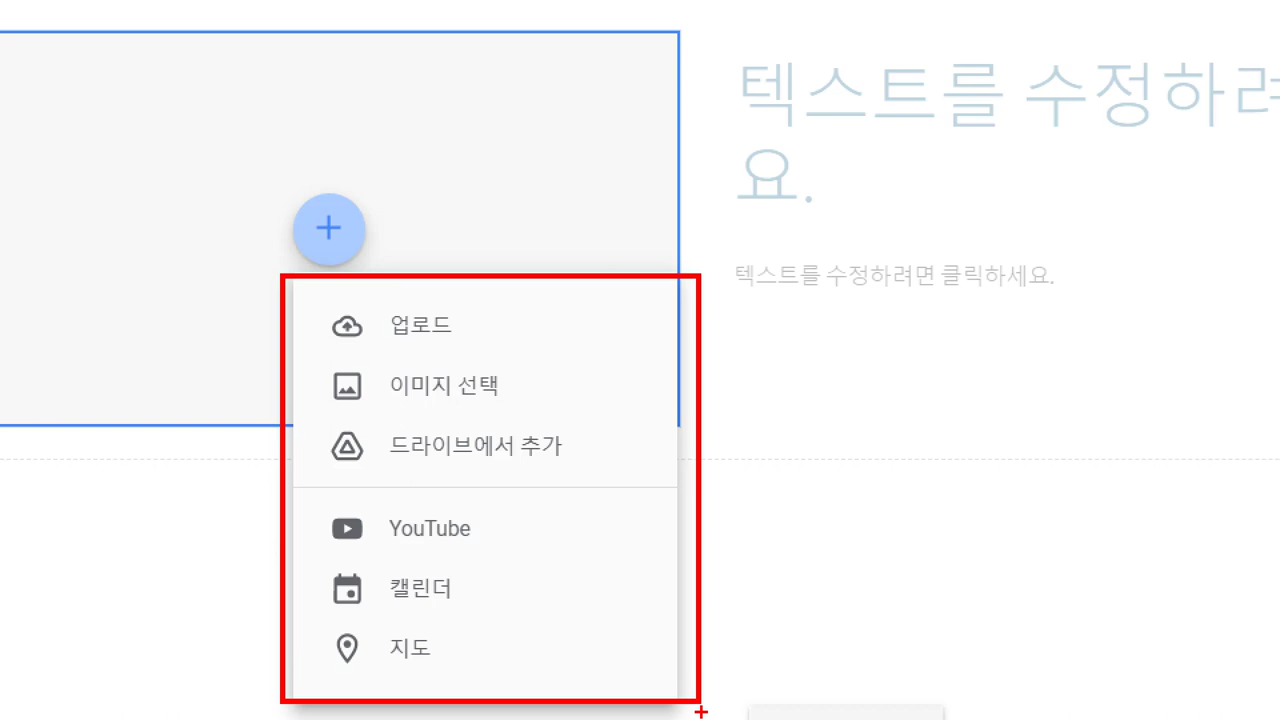 텍스트를 수정하려
요.
텍스트를 수정하려면 클릭하세요.
업로드
이미지 선택
드라이브에서 추가
YouTube
캘린더
지도